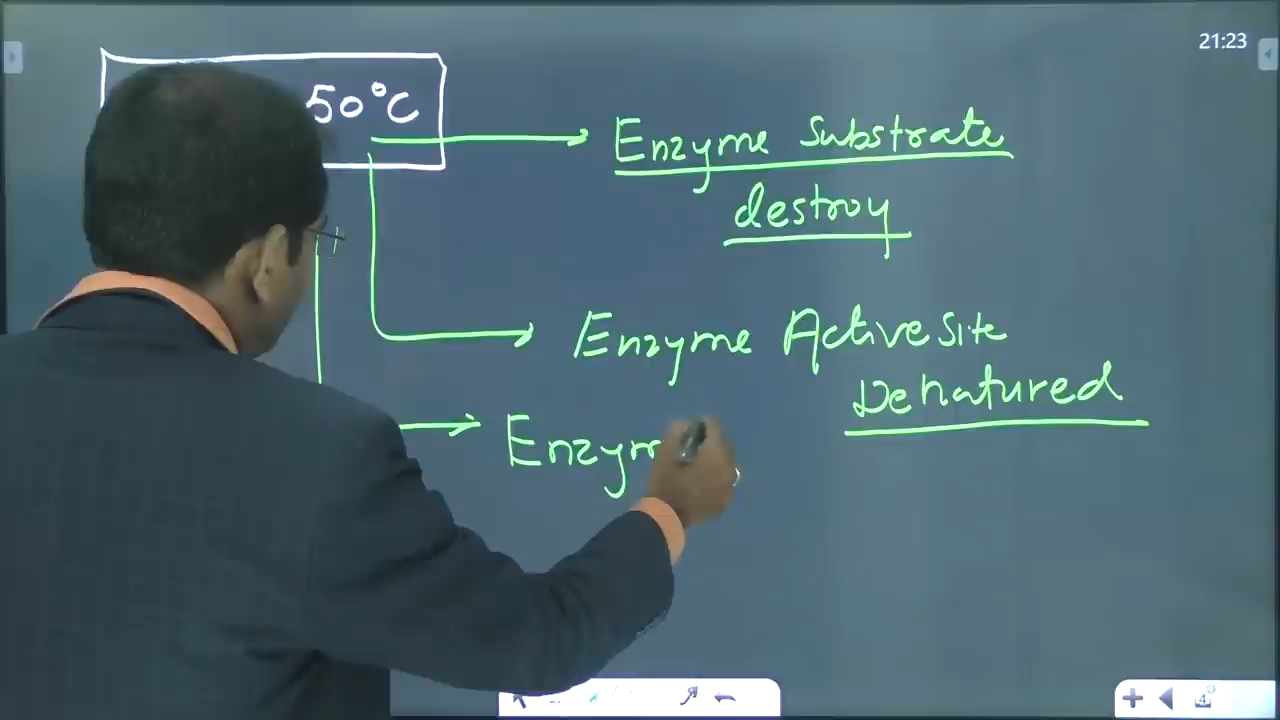 21:23
50°C
Enzyme Substrate
destroy
Enzyme Active Site
Denatured
Enzym